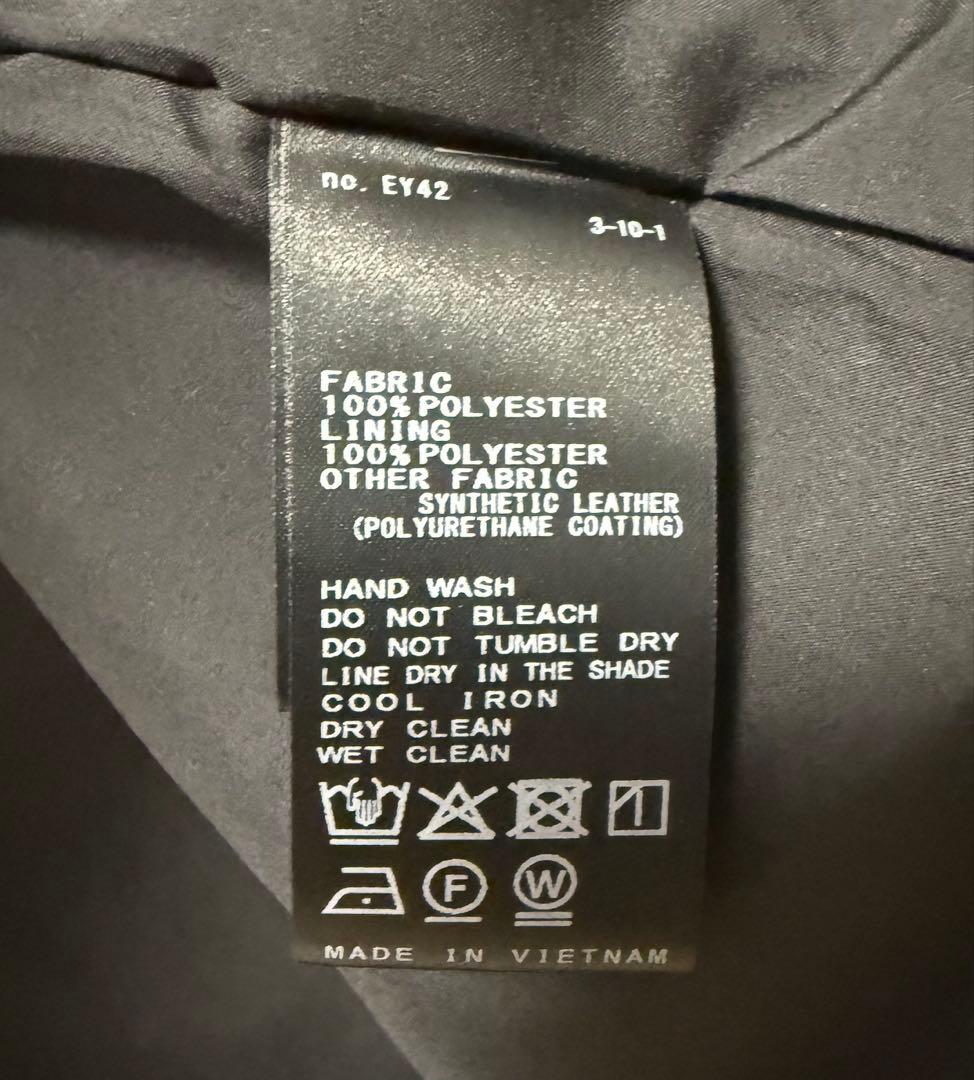 no. EY42
3-10-1
FABRIC
100% POLYESTER
LINING
100% POLYESTER
OTHER FABRIC
SYNTHETIC LEATHER
(POLYURETHANE COATING)
HAND WASH
DO NOT BLEACH
DO NOT TUMBLE DRY
LINE DRY IN THE SHADE
COOL IRON
DRY CLEAN
WET CLEAN
F W
MADE IN VIETNAM